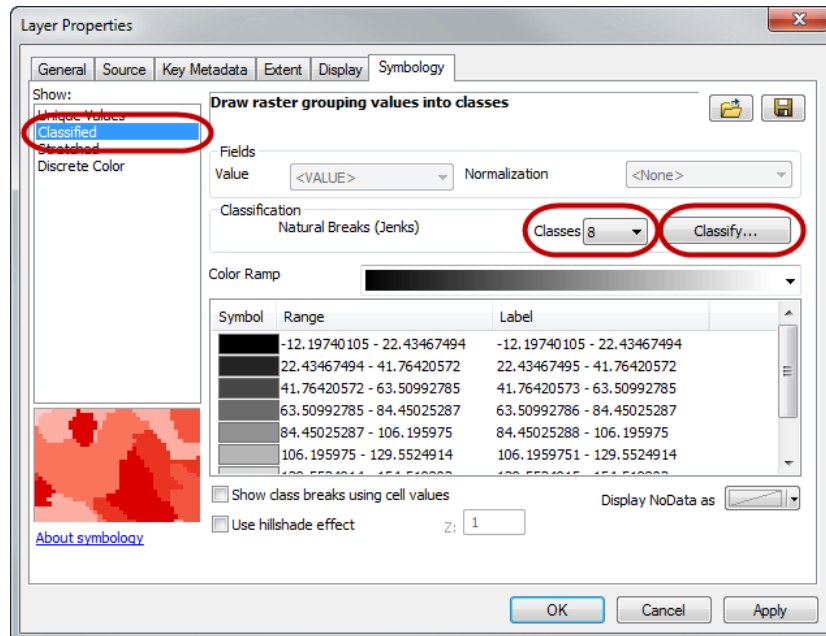 Layer Properties
General Source Key Metadata Extent Display Symbology
Show:
Unique Values
Classified
Stretched
Discrete Color
Draw raster grouping values into classes
Fields
Value <VALUE> Normalization <None>
Classification
Natural Breaks (Jenks) Classes 8 Classify...
Color Ramp
Symbol Range Label
-12.19740105 - 22.43467494 -12.19740105 - 22.43467494
22.43467494 - 41.76420572 22.43467495 - 41.76420572
41.76420572 - 63.50992785 41.76420573 - 63.50992785
63.50992785 - 84.45025287 63.50992786 - 84.45025287
84.45025287 - 106.195975 84.45025288 - 106.195975
106.195975 - 129.5524914 106.1959751 - 129.5524914
Show class breaks using cell values
Display NoData as
Use hillshade effect Z: 1
About symbology
OK Cancel Apply